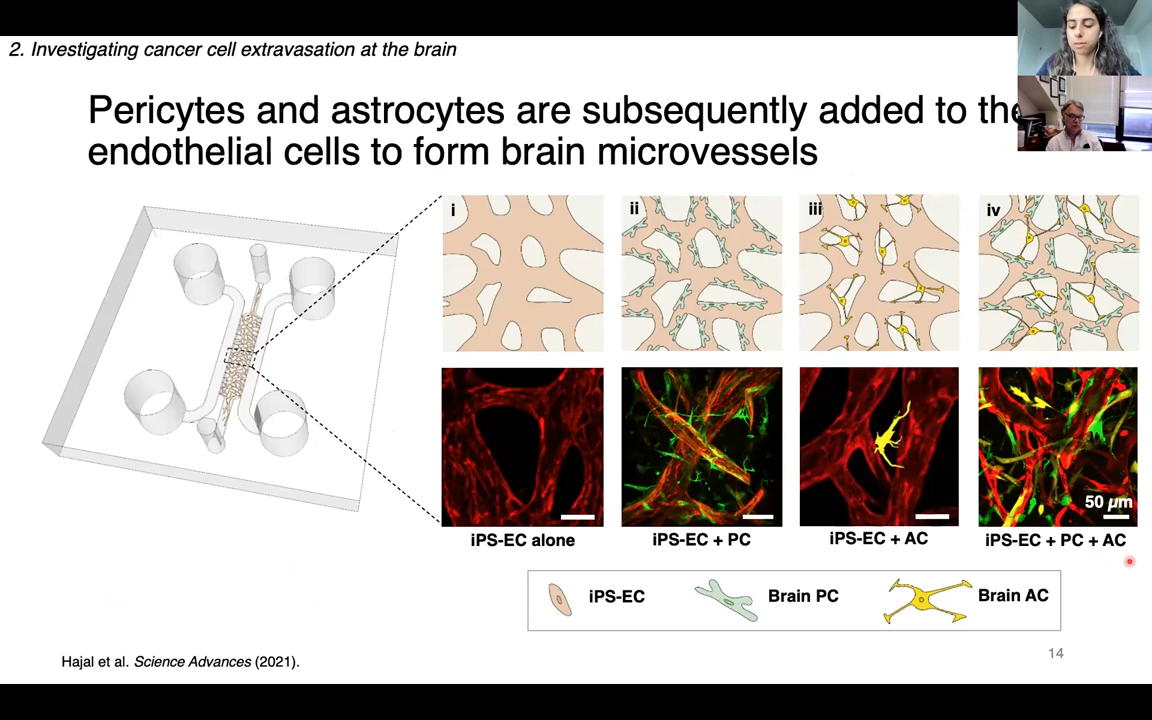 2. Investigating cancer cell extravasation at the brain
Pericytes and astrocytes are subsequently added to the
endothelial cells to form brain microvessels
i
ii
iii
iv
50 µm
iPS-EC alone
iPS-EC + PC
iPS-EC + AC
iPS-EC + PC + AC
iPS-EC
Brain PC
Brain AC
14
Hajal et al. Science Advances (2021).